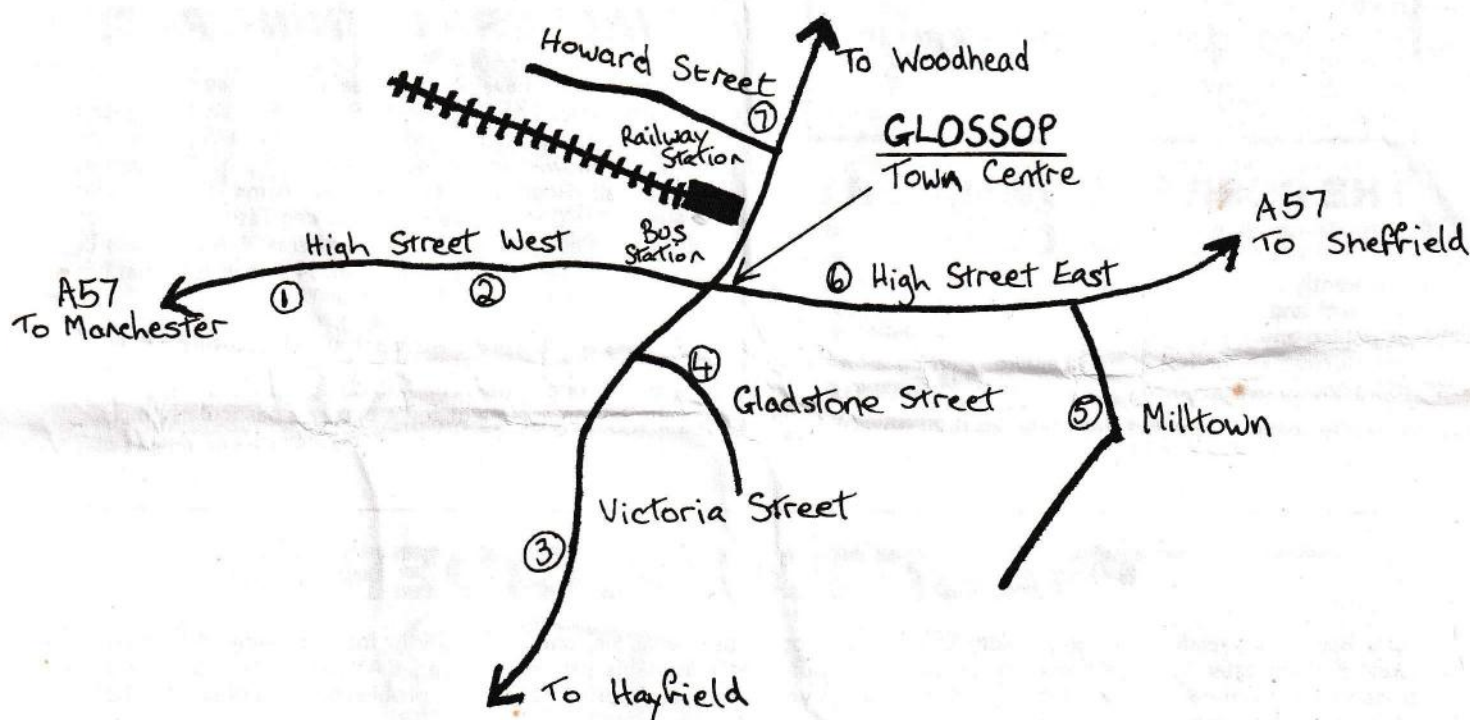 Howard Street
To Woodhead
⑦
GLOSSOP
Town Centre
Railway
Station
A57
To Sheffield
High Street West
Bus
Station
⑥ High Street East
A57
To Manchester
①
②
④
Gladstone Street
⑤ Milltown
Victoria Street
③
To Hayfield